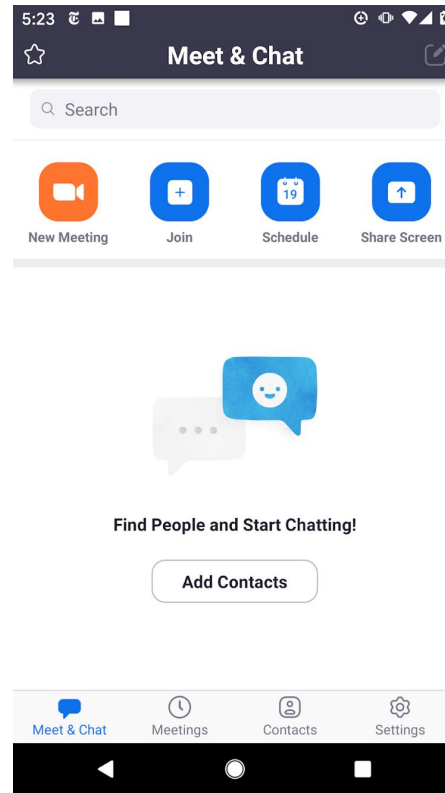 5:23
Meet & Chat
Search
19
New Meeting
Join
Schedule
Share Screen
Find People and Start Chatting!
Add Contacts
Meet & Chat
Meetings
Contacts
Settings